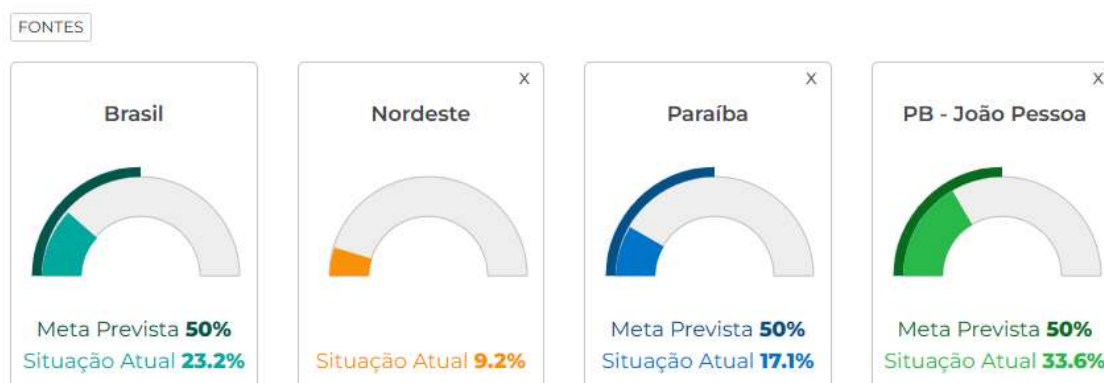 FONTES
Brasil
Meta Prevista 50%
Situação Atual 23.2%
X
Nordeste
Situação Atual 9.2%
X
Paraíba
Meta Prevista 50%
Situação Atual 17.1%
X
PB - João Pessoa
Meta Prevista 50%
Situação Atual 33.6%